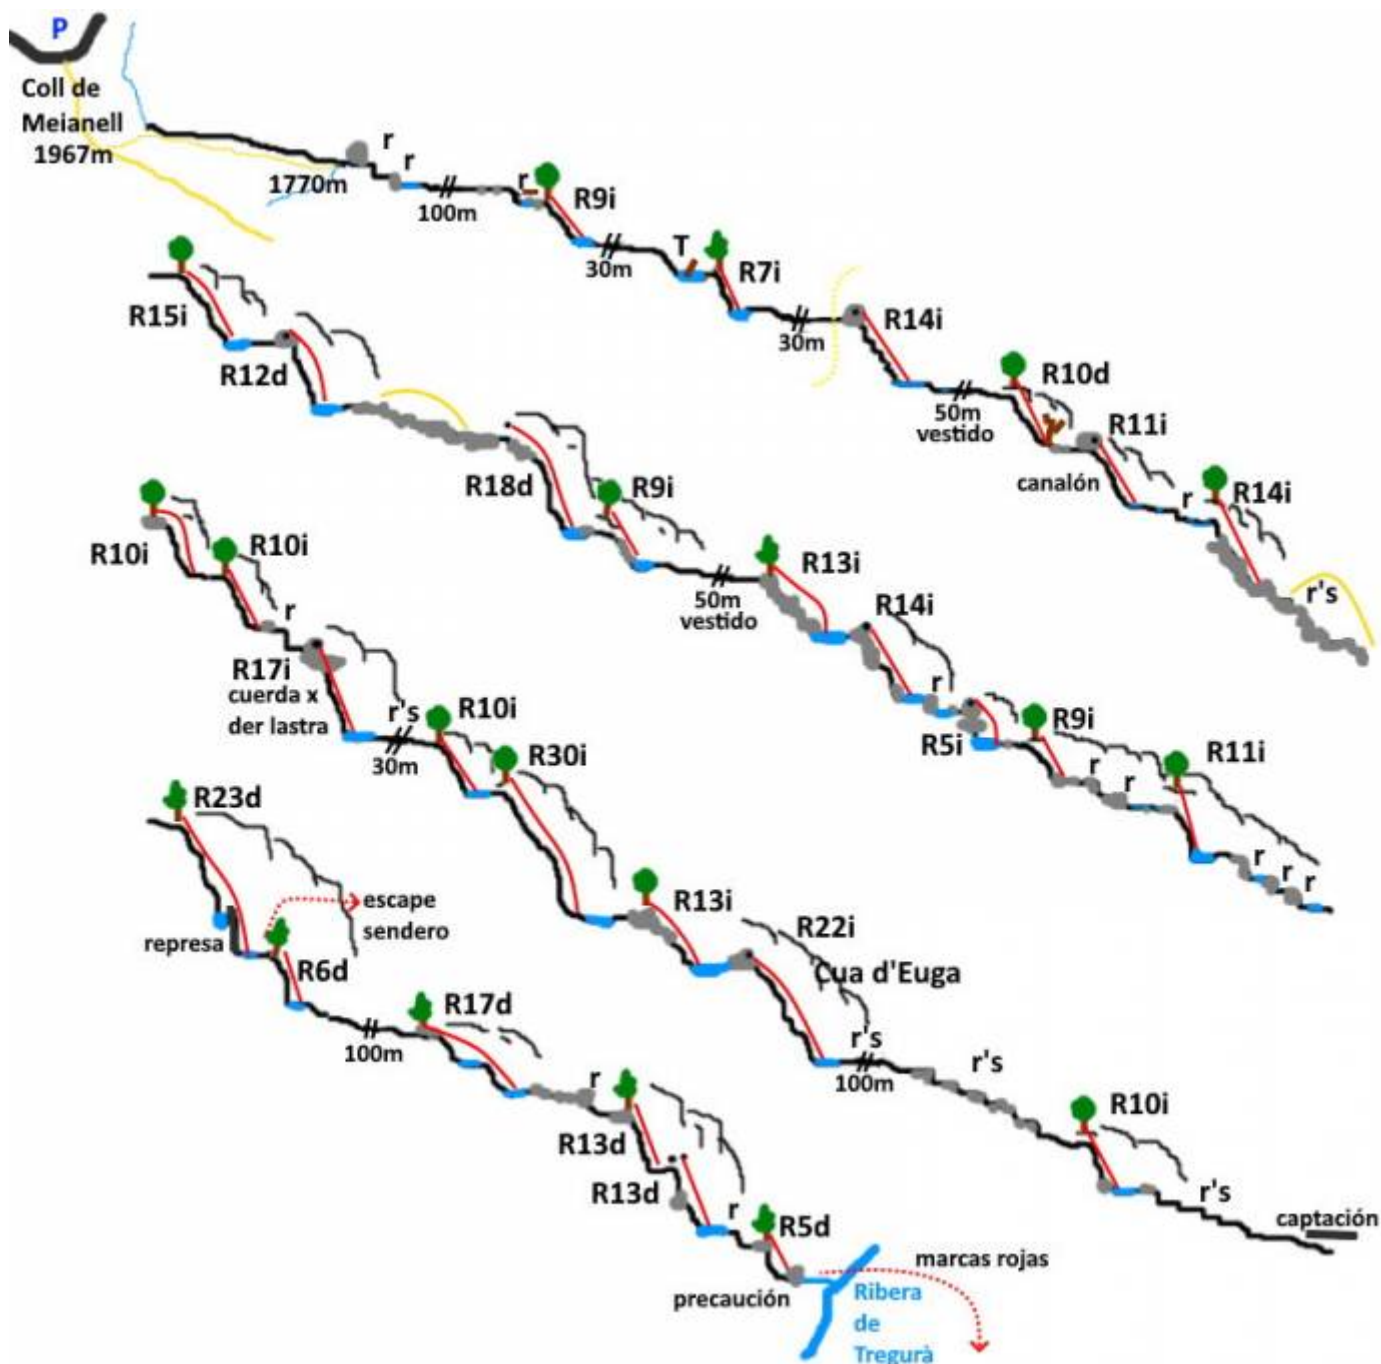 P
Coll de
Meianell
1967m
1770m
r
r
100m
r
R9i
30m
T
R7i
30m
R14i
50m
vestido
R10d
canalón
R11i
r
R14i
r's
R15i
R12d
R18d
R9i
50m
vestido
R13i
R14i
r
R5i
R9i
r
r
R11i
r
r
r
R10i
R10i
r
R17i
cuerda x
der lastra
r's
30m
R10i
R30i
R13i
R22i
Cua d'Euga
r's
100m
r's
R10i
r's
captación
R23d
represa
escape
sendero
R6d
100m
R17d
r
R13d
R13d
r
R5d
precaución
marcas rojas
Ribera
de
Tregurà